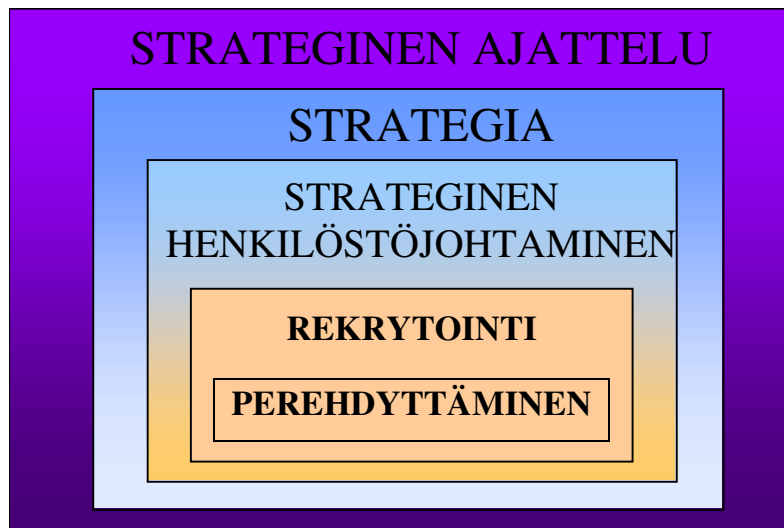 STRATEGINEN AJATTELU
STRATEGIA
STRATEGINEN
HENKILÖSTÖJOHTAMINEN
REKRYTOINTI
PEREHDYTTÄMINEN